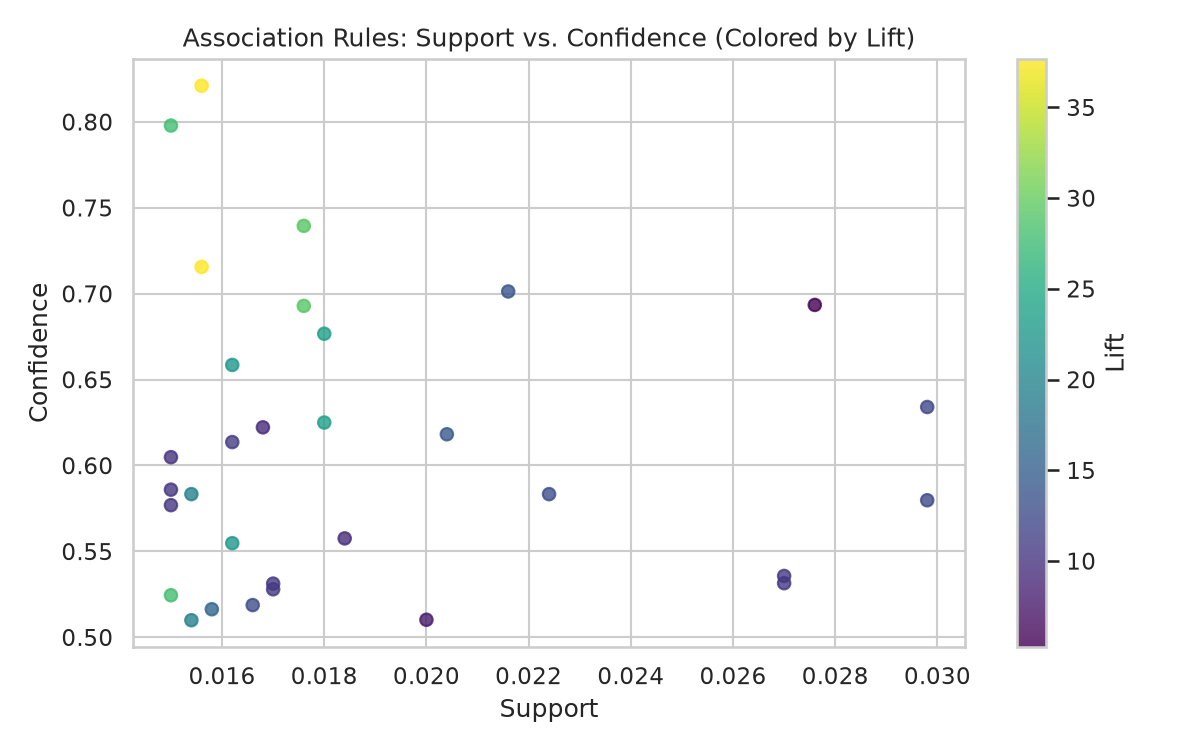 Association Rules: Support vs. Confidence (Colored by Lift)
0.80
0.75
0.70
0.65
0.60
0.55
0.50
Confidence
0.016 0.018 0.020 0.022 0.024 0.026 0.028 0.030
Support
35
30
25
20
15
10
Lift